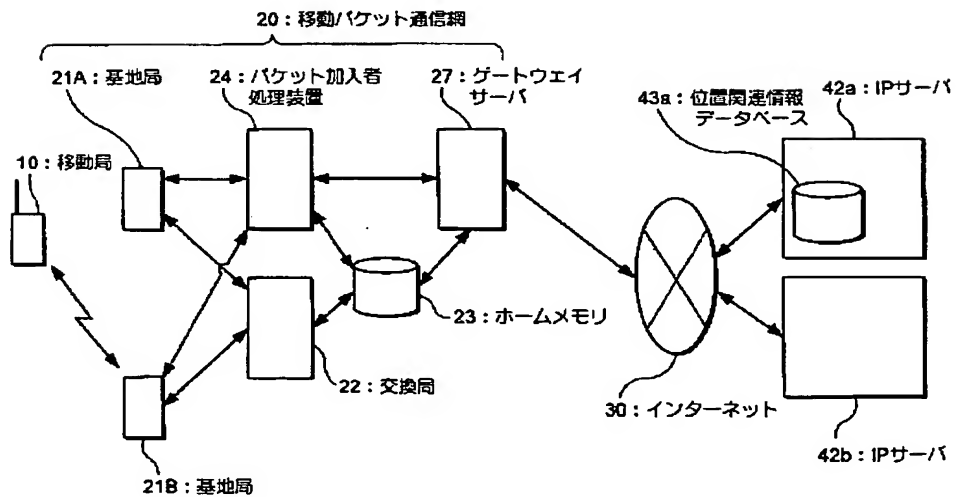 20：移動パケット通信網
21A：基地局
24：パケット加入者
処理装置
27：ゲートウェイ
サーバ
43a：位置関連情報
データベース
42a：IPサーバ
10：移動局
23：ホームメモリ
22：交換局
30：インターネット
42b：IPサーバ
21B：基地局